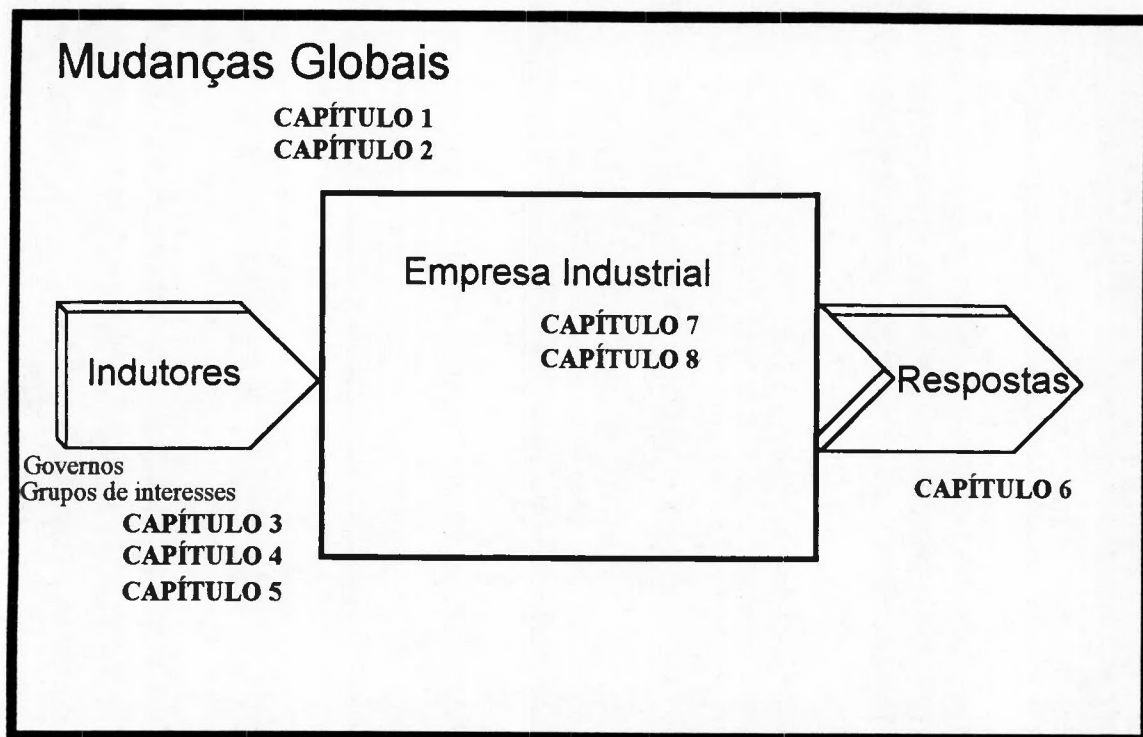 Mudanças Globais
CAPÍTULO 1
CAPÍTULO 2
Empresa Industrial
CAPÍTULO 7
CAPÍTULO 8
Indutores
Governos
Grupos de interesses
CAPÍTULO 3
CAPÍTULO 4
CAPÍTULO 5
Respostas
CAPÍTULO 6